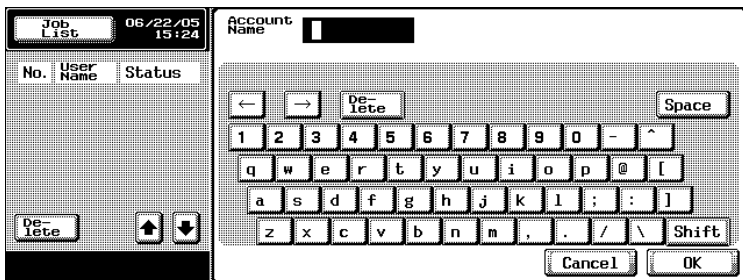 Job List
06/22/05
15:24
No. User Name Status
De-lete
Account Name
← → De-lete Space
1 2 3 4 5 6 7 8 9 0 - ^
q w e r t y u i o p @ [
a s d f g h j k l ; : ]
z x c v b n m , . / \ Shift
Cancel OK